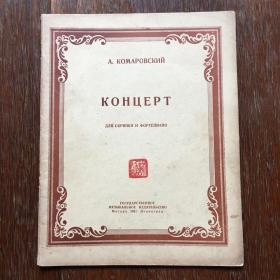 А. КОМАРОВСКИЙ
КОНЦЕРТ
ДЛЯ СКРИПКИ И ФОРТЕПИАНО
ГОСУДАРСТВЕННОЕ
МУЗЫКАЛЬНОЕ ИЗДАТЕЛЬСТВО
Москва Ленинград